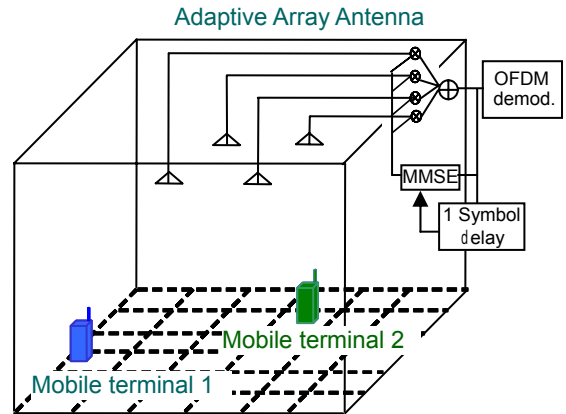 Adaptive Array Antenna
OFDM
demod.
MMSE
1 Symbol
delay
Mobile terminal 2
Mobile terminal 1